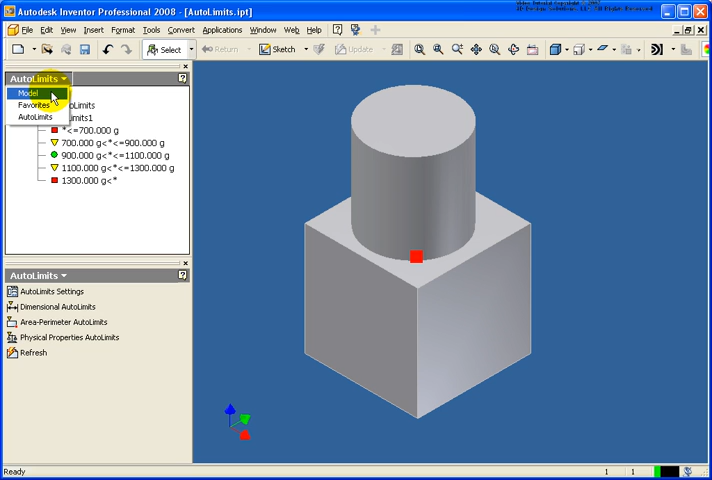 Autodesk Inventor Professional 2008 - [AutoLimits.ipt]
File Edit View Insert Format Tools Convert Applications Window Web Help
Select Return Sketch Update
AutoLimits
Model
Favorites
AutoLimits
*<=700.000 g
700.000 g<*<=900.000 g
900.000 g<*<=1100.000 g
1100.000 g<*<=1300.000 g
1300.000 g<*
AutoLimits
AutoLimits Settings
Dimensional AutoLimits
Area-Perimeter AutoLimits
Physical Properties AutoLimits
Refresh
Ready 1 1